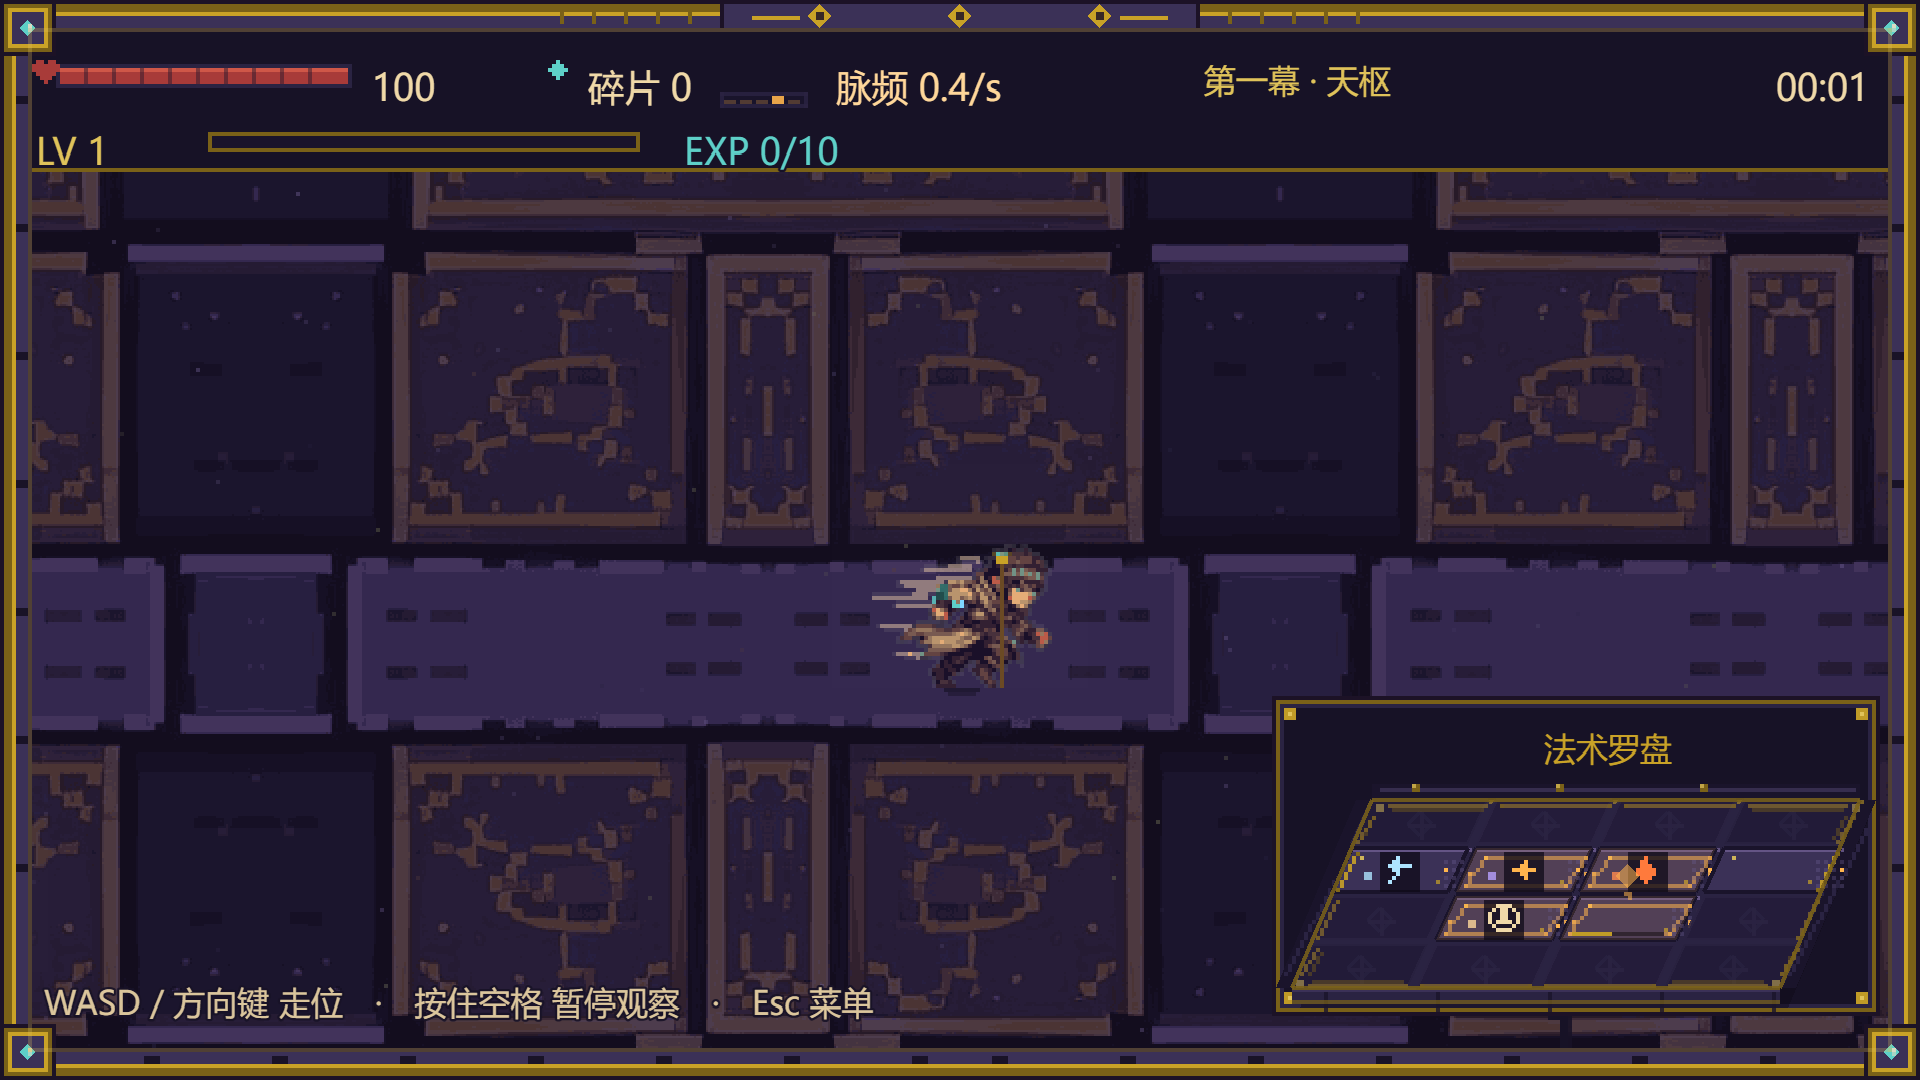 100
碎片 0
脉频 0.4/s
第一幕 · 天枢
00:01
LV 1
EXP 0/10
法术罗盘
WASD / 方向键 走位 · 按住空格 暂停观察 · Esc 菜单